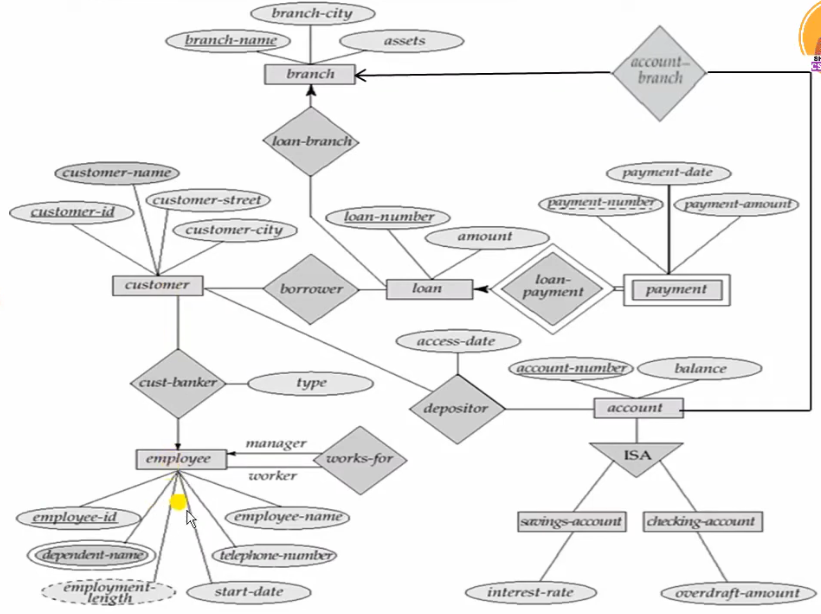 branch-city
branch-name
assets
branch
account-
branch
loan-branch
customer-name
customer-street
customer-id
customer-city
payment-date
payment-number
payment-amount
loan-number
amount
customer
borrower
loan
loan-
payment
payment
access-date
account-number
balance
cust-banker
type
depositor
account
manager
employee
works-for
worker
ISA
employee-id
employee-name
savings-account
checking-account
dependent-name
telephone-number
employment-
length
start-date
interest-rate
overdraft-amount